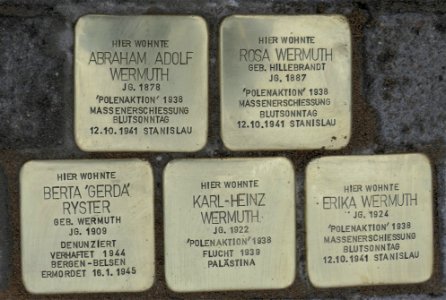 HIER WOHNTE
ABRAHAM ADOLF
WERMUTH
JG. 1878
'POLENAKTION' 1938
MASSENERSCHIESSUNG
BLUTSONNTAG
12.10.1941 STANISLAU
HIER WOHNTE
ROSA WERMUTH
GEB. HILLEBRANDT
JG. 1887
'POLENAKTION' 1938
MASSENERSCHIESSUNG
BLUTSONNTAG
12.10.1941 STANISLAU
HIER WOHNTE
BERTA 'GERDA'
RYSTER
GEB. WERMUTH
JG. 1909
DENUNZIERT
VERHAFTET 1944
BERGEN-BELSEN
ERMORDET 16.1.1945
HIER WOHNTE
KARL-HEINZ
WERMUTH
JG. 1922
'POLENAKTION' 1938
FLUCHT 1939
PALÄSTINA
HIER WOHNTE
ERIKA WERMUTH
JG. 1924
'POLENAKTION' 1938
MASSENERSCHIESSUNG
BLUTSONNTAG
12.10.1941 STANISLAU